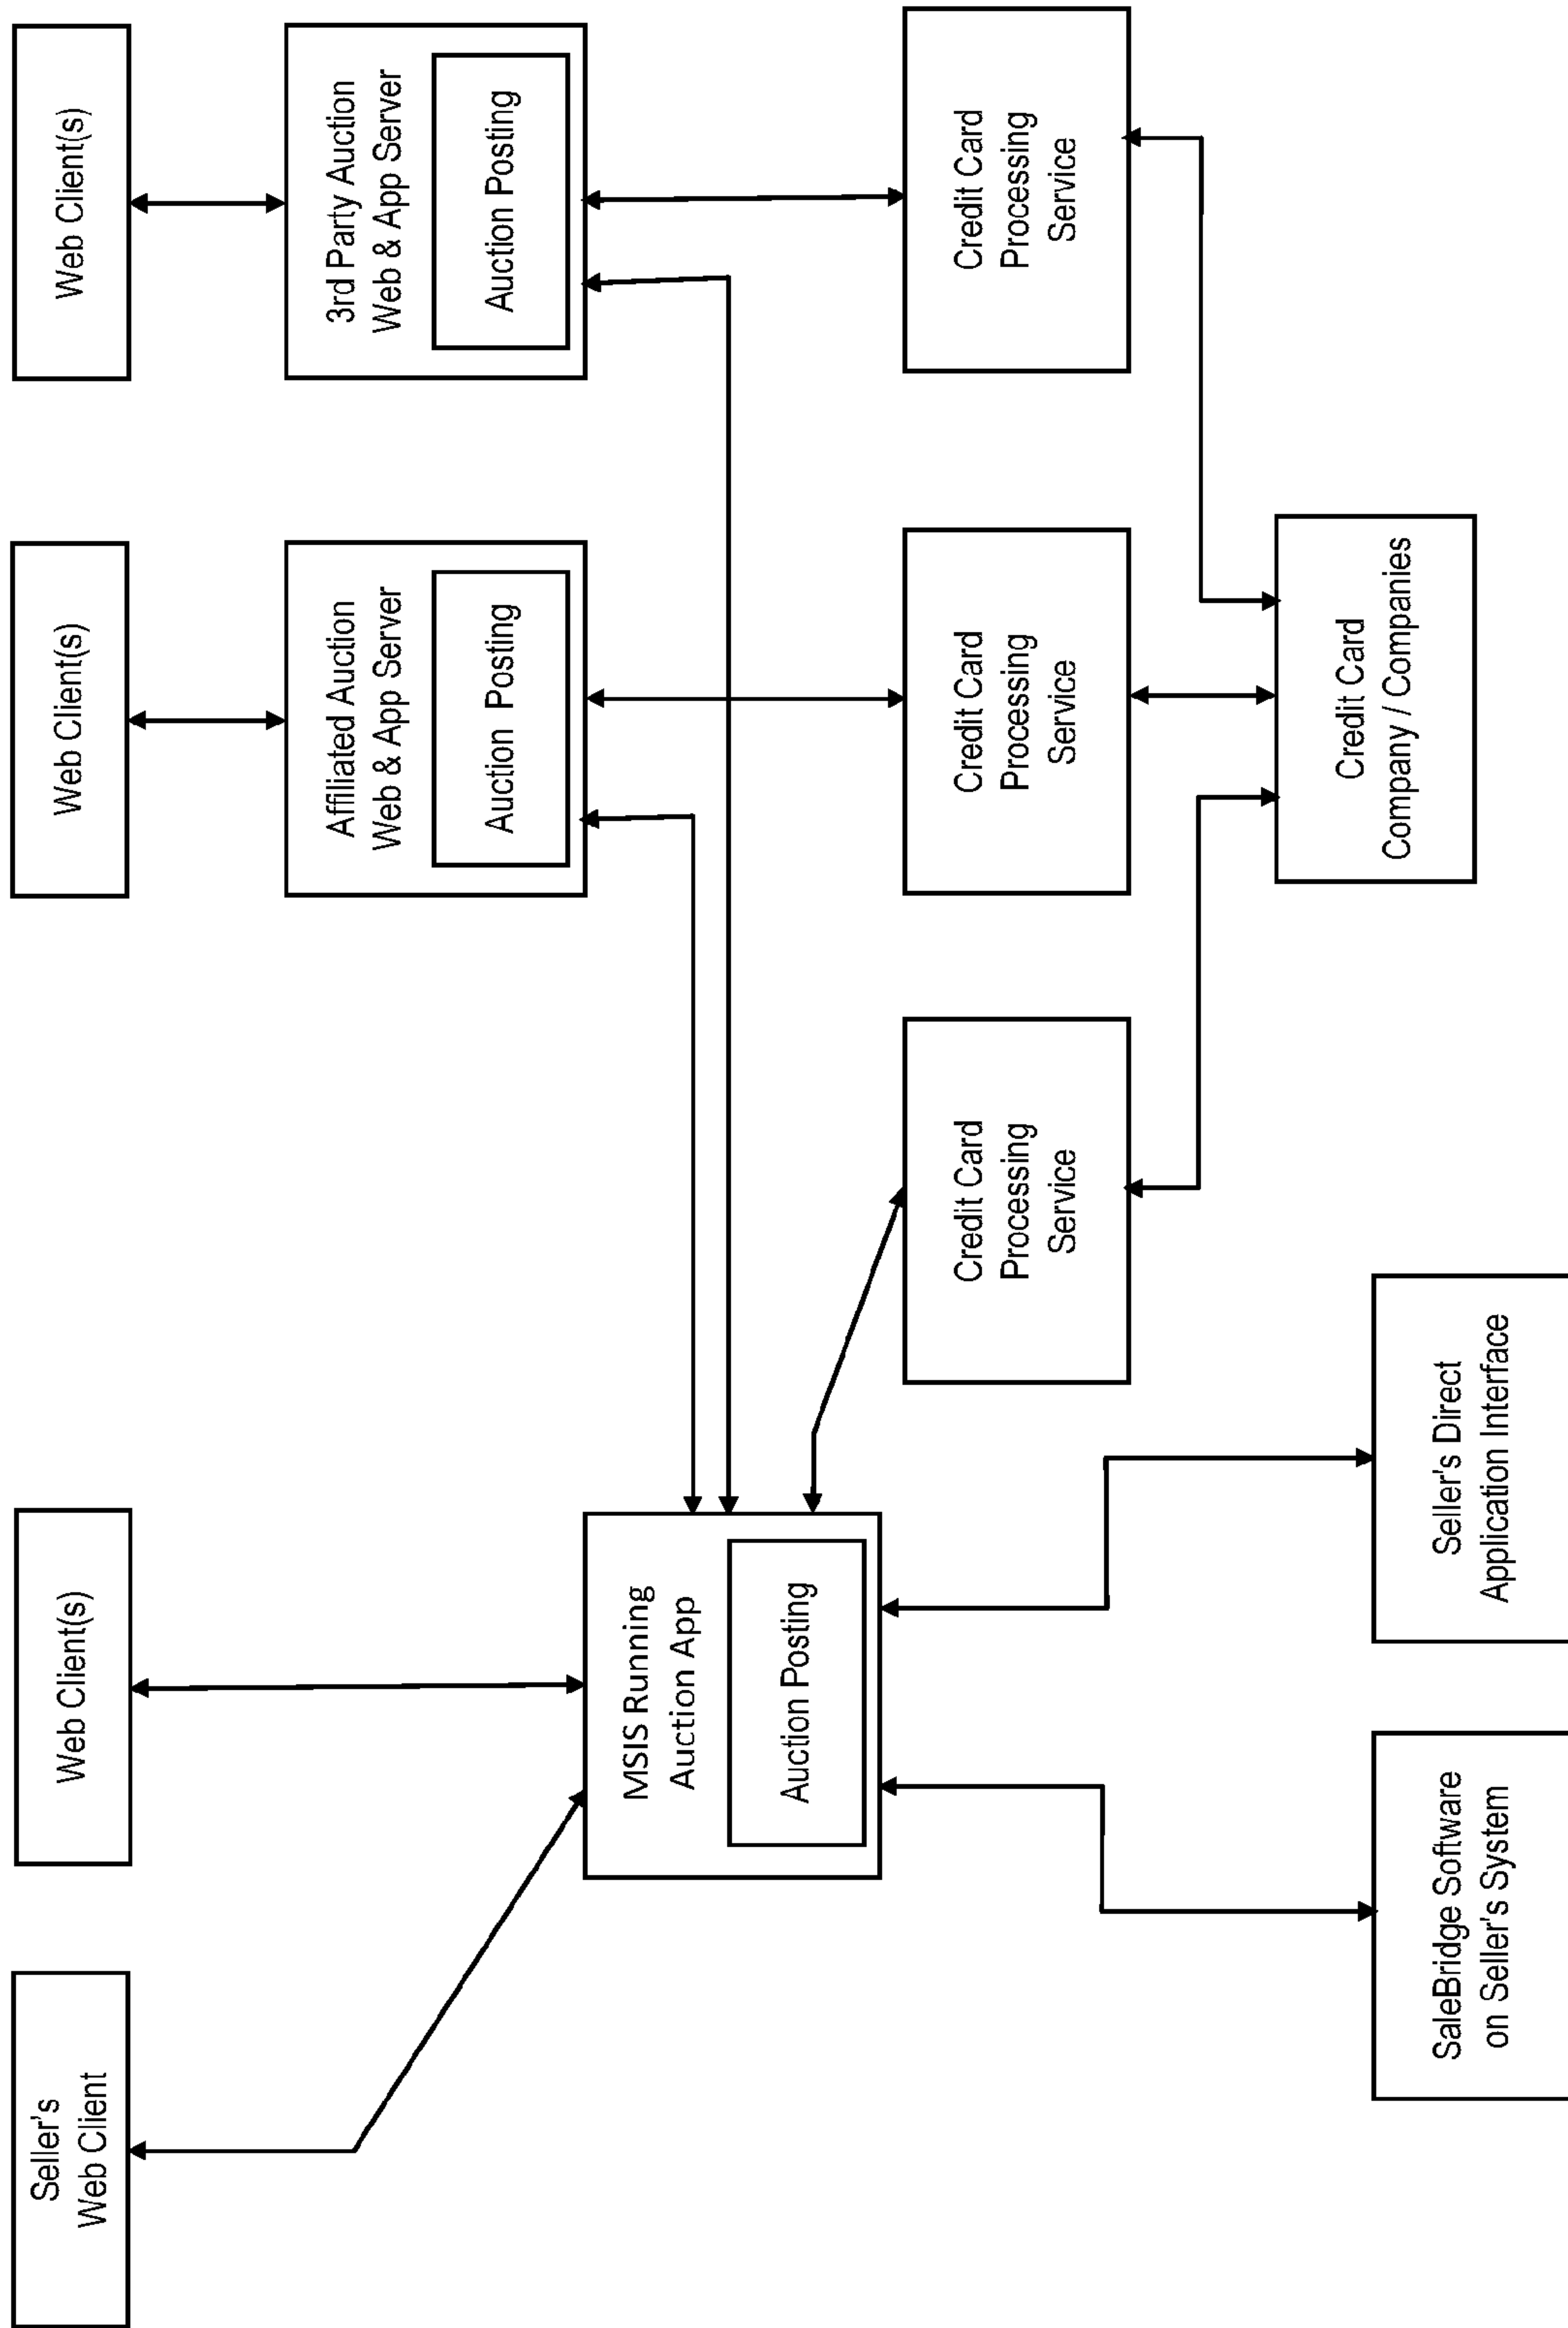 Seller's
Web Client
Web Client(s)
Web Client(s)
Web Client(s)
Affiliated Auction
Web & App Server
Auction Posting
3rd Party Auction
Web & App Server
Auction Posting
MSIS Running
Auction App
Auction Posting
Credit Card
Processing
Service
Credit Card
Processing
Service
Credit Card
Processing
Service
Credit Card
Company / Companies
SaleBridge Software
on Seller's System
Seller's Direct
Application Interface